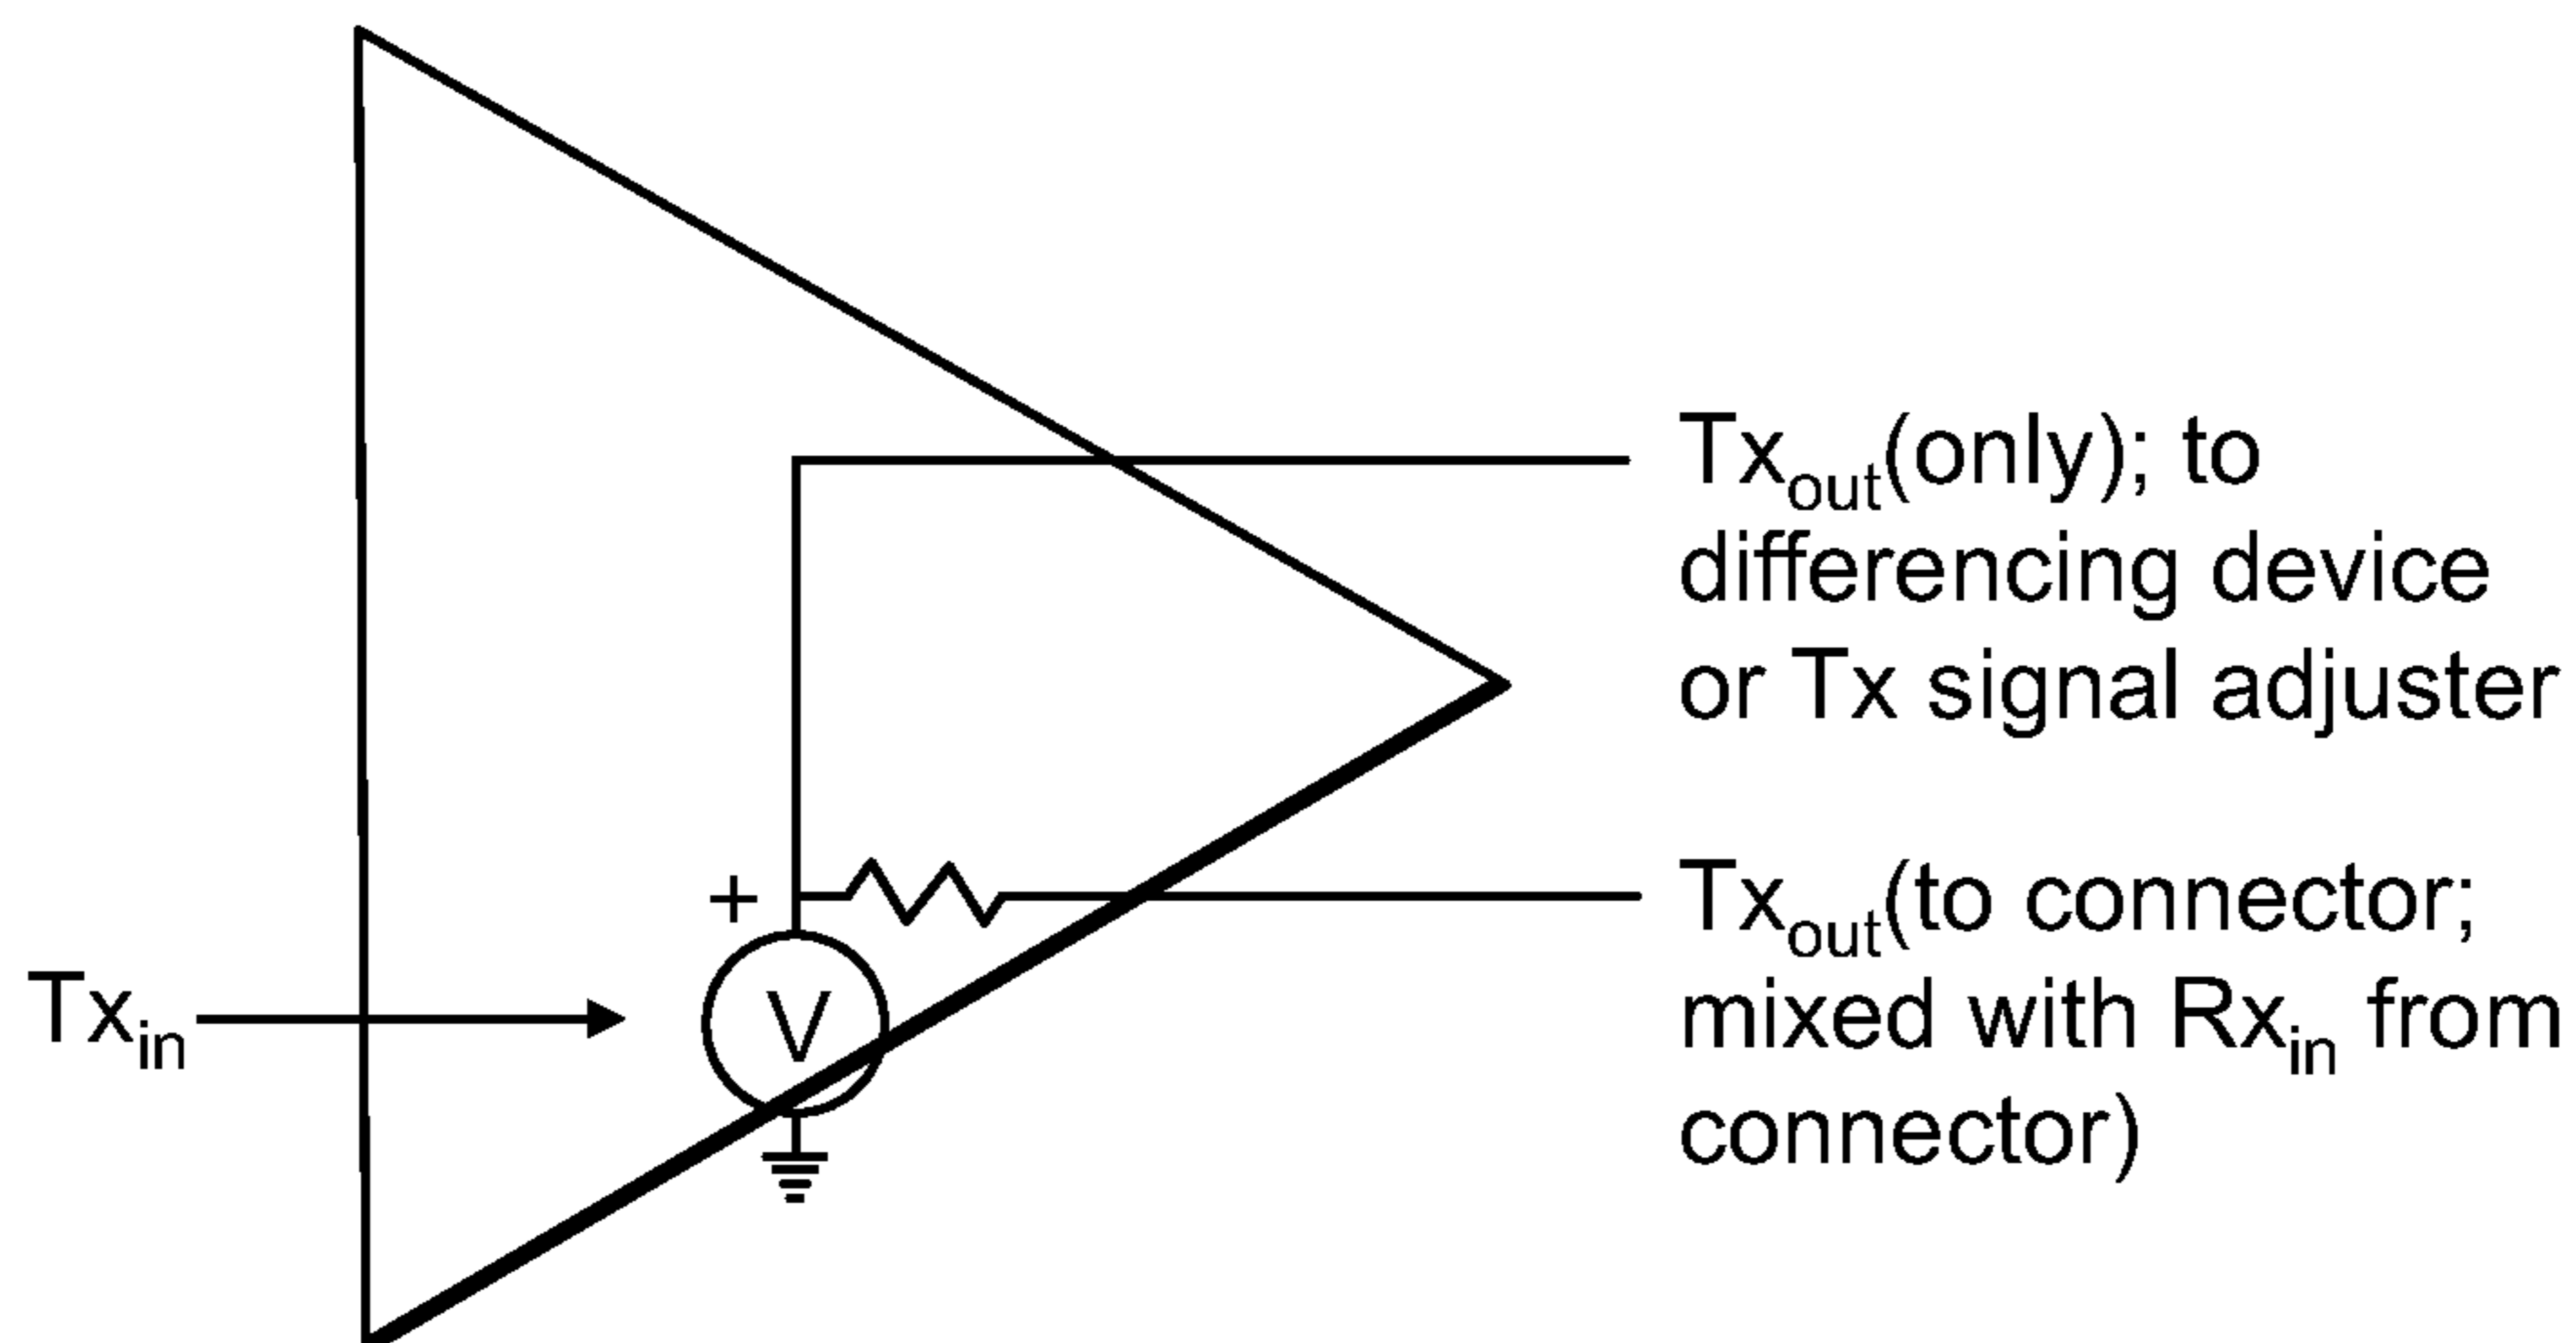 Tx_out(only); to
differencing device
or Tx signal adjuster
+
Tx_out(to connector;
mixed with Rx_in from
connector)
Tx_in
V